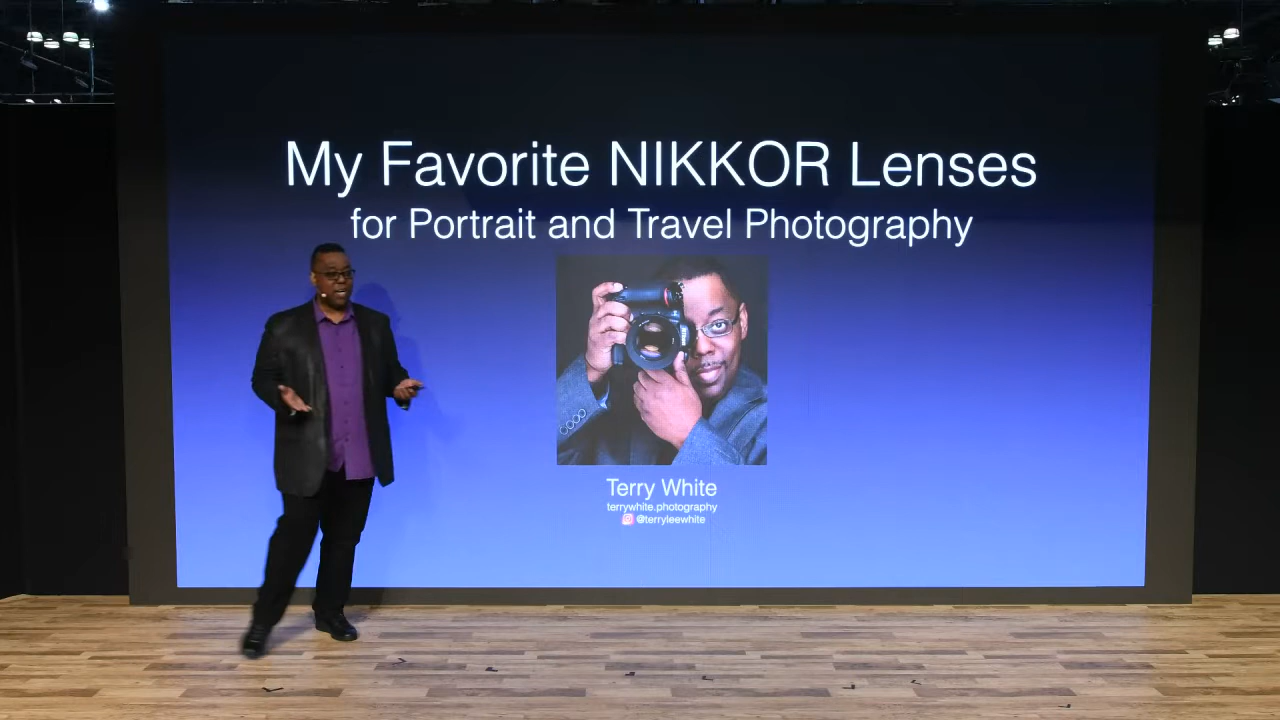 My Favorite NIKKOR Lenses
for Portrait and Travel Photography
Terry White
terrywhite.photography
@terryleewhite